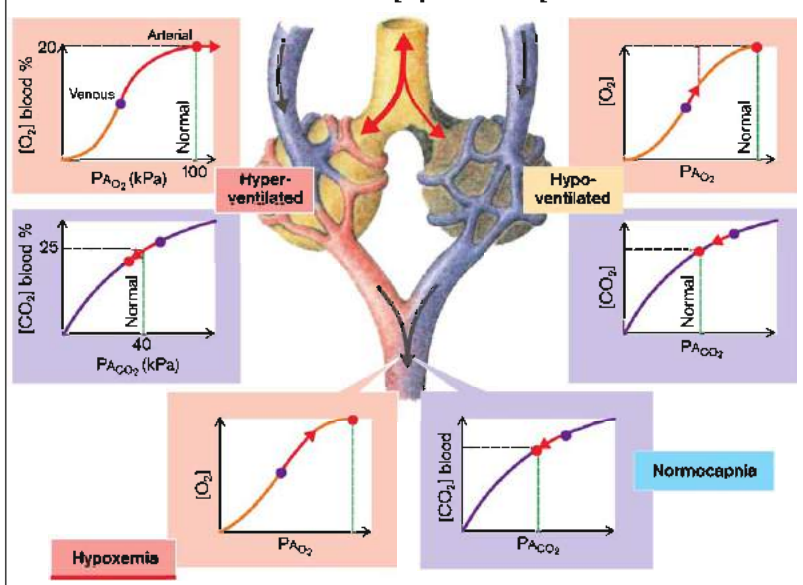 Arterial
20
Venous
[O₂] blood %
Normal
100
PAO₂ (kPa)
Hyper-
ventilated
[O₂]
Normal
PAO₂
Hypo-
ventilated
[CO₂] blood %
25
Normal
40
PACO₂ (kPa)
[CO₂]
Normal
PACO₂
[O₂]
PAO₂
Hypoxemia
[CO₂] blood
PACO₂
Normocapnia